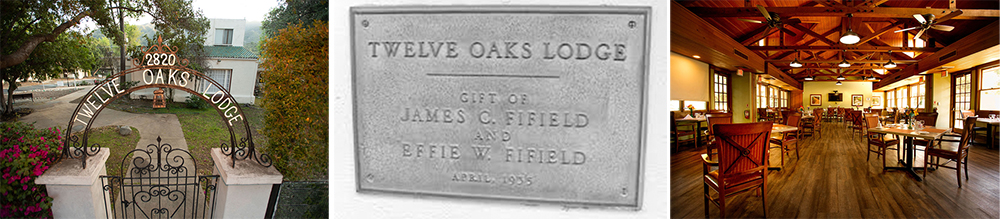 2820
TWELVE OAKS LODGE
TWELVE OAKS LODGE
GIFT OF
JAMES C. FIFIELD
AND
EFFIE W. FIFIELD
APRIL, 1935